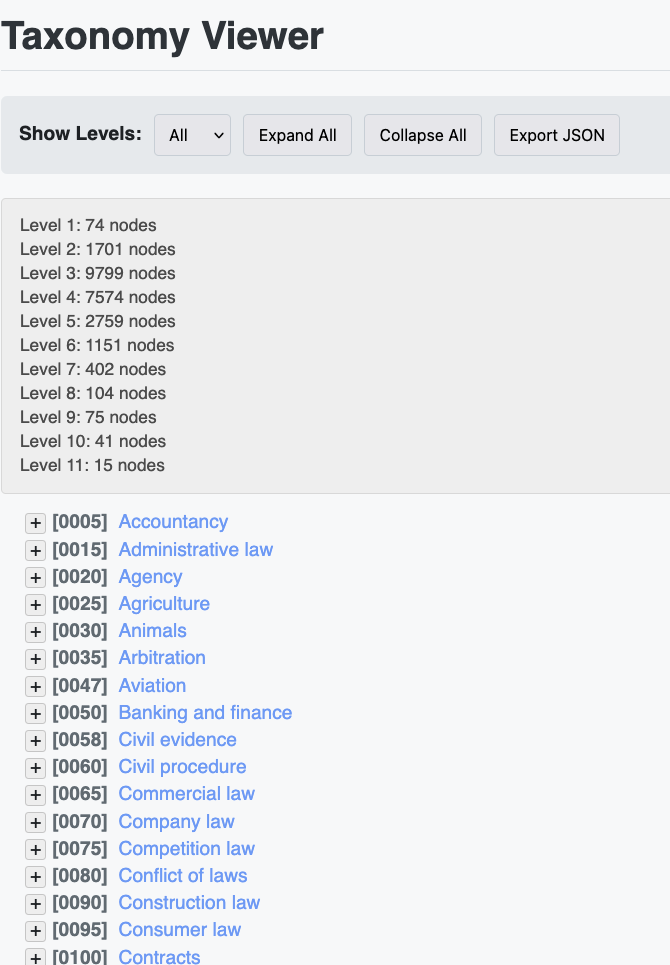 Taxonomy Viewer
Show Levels: All Expand All Collapse All Export JSON
Level 1: 74 nodes
Level 2: 1701 nodes
Level 3: 9799 nodes
Level 4: 7574 nodes
Level 5: 2759 nodes
Level 6: 1151 nodes
Level 7: 402 nodes
Level 8: 104 nodes
Level 9: 75 nodes
Level 10: 41 nodes
Level 11: 15 nodes
+ [0005] Accountancy
+ [0015] Administrative law
+ [0020] Agency
+ [0025] Agriculture
+ [0030] Animals
+ [0035] Arbitration
+ [0047] Aviation
+ [0050] Banking and finance
+ [0058] Civil evidence
+ [0060] Civil procedure
+ [0065] Commercial law
+ [0070] Company law
+ [0075] Competition law
+ [0080] Conflict of laws
+ [0090] Construction law
+ [0095] Consumer law
+ [0100] Contracts